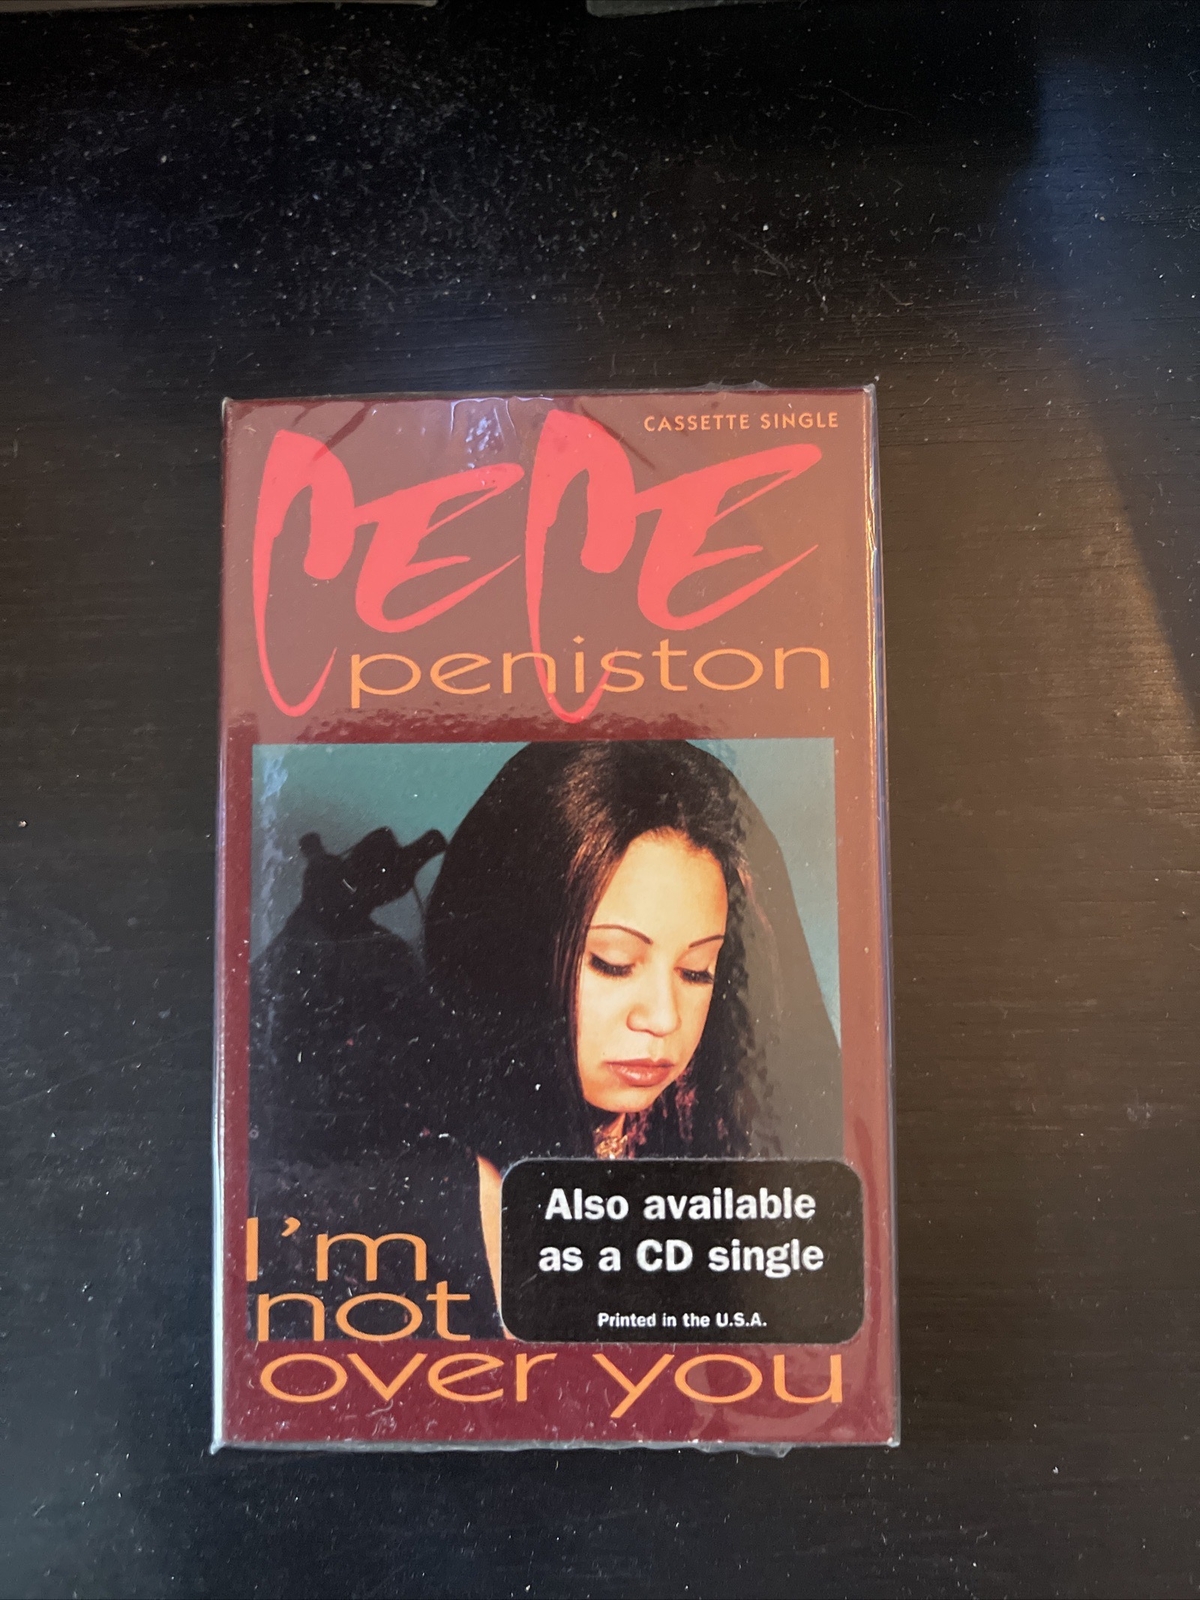 CASSETTE SINGLE
CeCe
peniston
I'm
not
over you
Also available
as a CD single
Printed in the U.S.A.